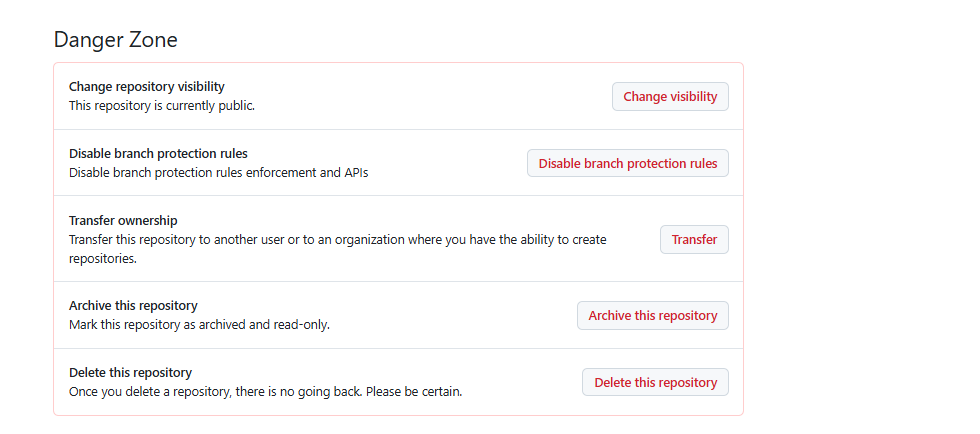 Danger Zone
Change repository visibility
This repository is currently public.
Change visibility
Disable branch protection rules
Disable branch protection rules enforcement and APIs
Disable branch protection rules
Transfer ownership
Transfer this repository to another user or to an organization where you have the ability to create
repositories.
Transfer
Archive this repository
Mark this repository as archived and read-only.
Archive this repository
Delete this repository
Once you delete a repository, there is no going back. Please be certain.
Delete this repository